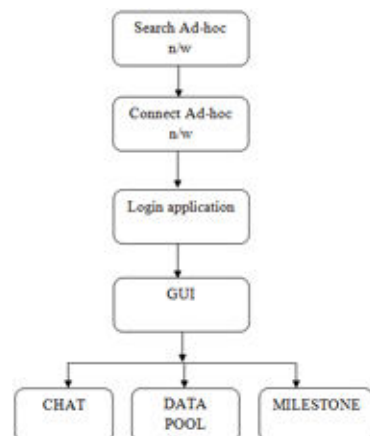 Search Ad-hoc
n/w
Connect Ad-hoc
n/w
Login application
GUI
CHAT
DATA
POOL
MILESTONE